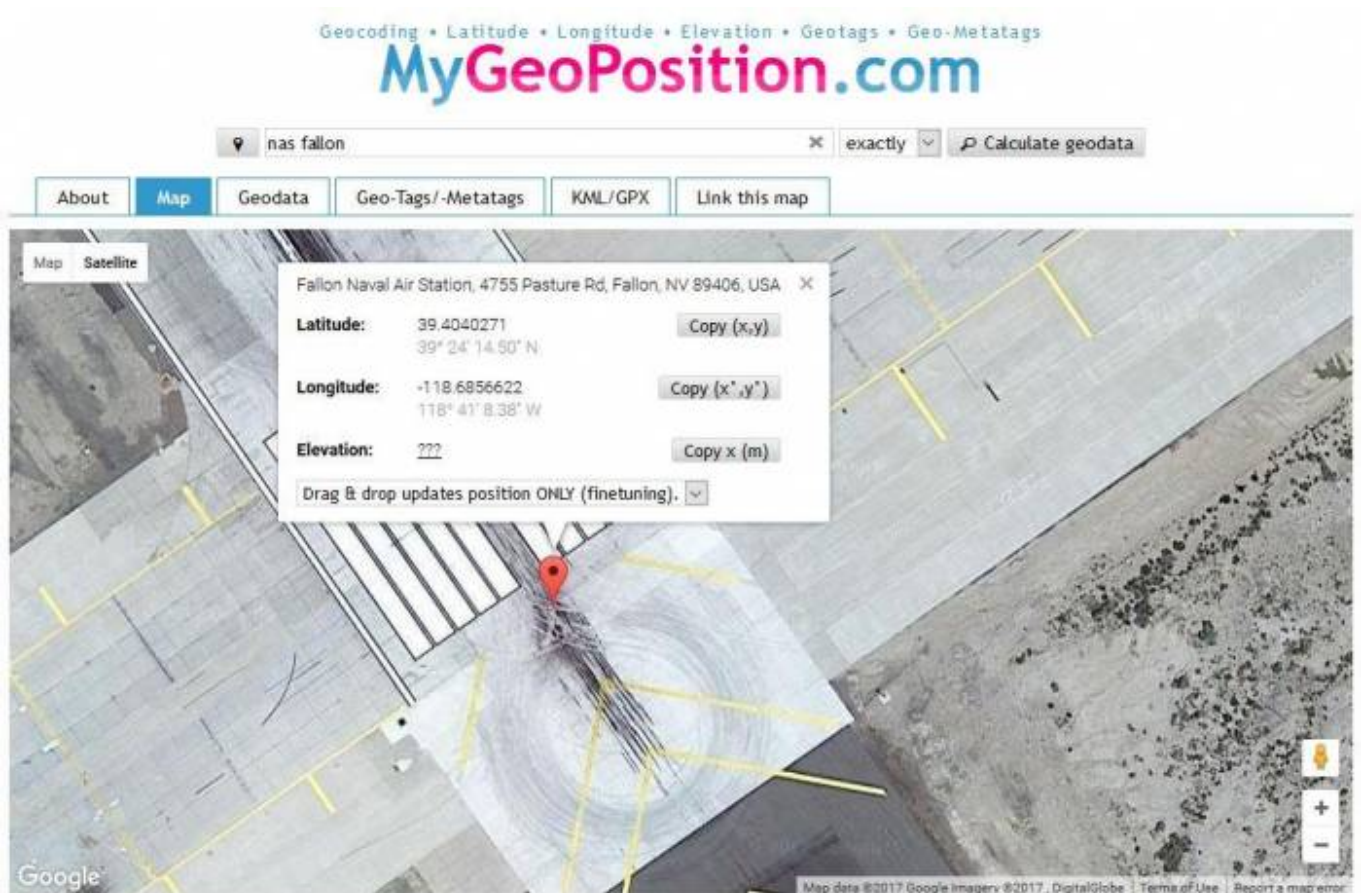 Geocoding • Latitude • Longitude • Elevation • Geotags • Geo-Metatags
MyGeoPosition.com
nas fallon
exactly
Calculate geodata
About
Map
Geodata
Geo-Tags/-Metatags
KML/GPX
Link this map
Map
Satellite
Fallon Naval Air Station, 4755 Pasture Rd, Fallon, NV 89406, USA
Latitude: 39.4040271 Copy (x,y)
39° 24' 14.50" N
Longitude: -118.6856622 Copy (x°,y°)
118° 41' 8.38" W
Elevation: ??? Copy x (m)
Drag & drop updates position ONLY (finetuning).
Google
Map data ©2017 Google Imagery ©2017 , DigitalGlobe Terms of Use Report a map error